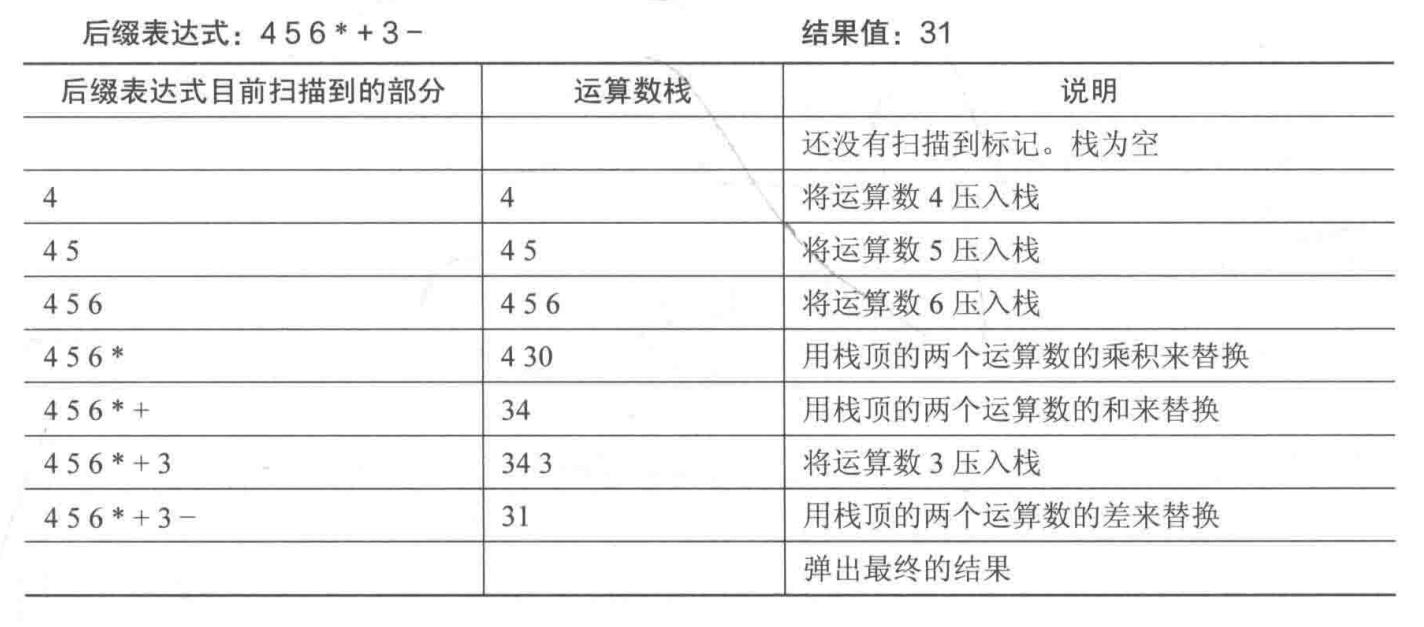 后缀表达式：4 5 6 * + 3 − 结果值：31
后缀表达式目前扫描到的部分 运算数栈 说明
还没有扫描到标记。栈为空
4 4 将运算数 4 压入栈
4 5 4 5 将运算数 5 压入栈
4 5 6 4 5 6 将运算数 6 压入栈
4 5 6 * 4 30 用栈顶的两个运算数的乘积来替换
4 5 6 * + 34 用栈顶的两个运算数的和来替换
4 5 6 * + 3 34 3 将运算数 3 压入栈
4 5 6 * + 3 − 31 用栈顶的两个运算数的差来替换
弹出最终的结果